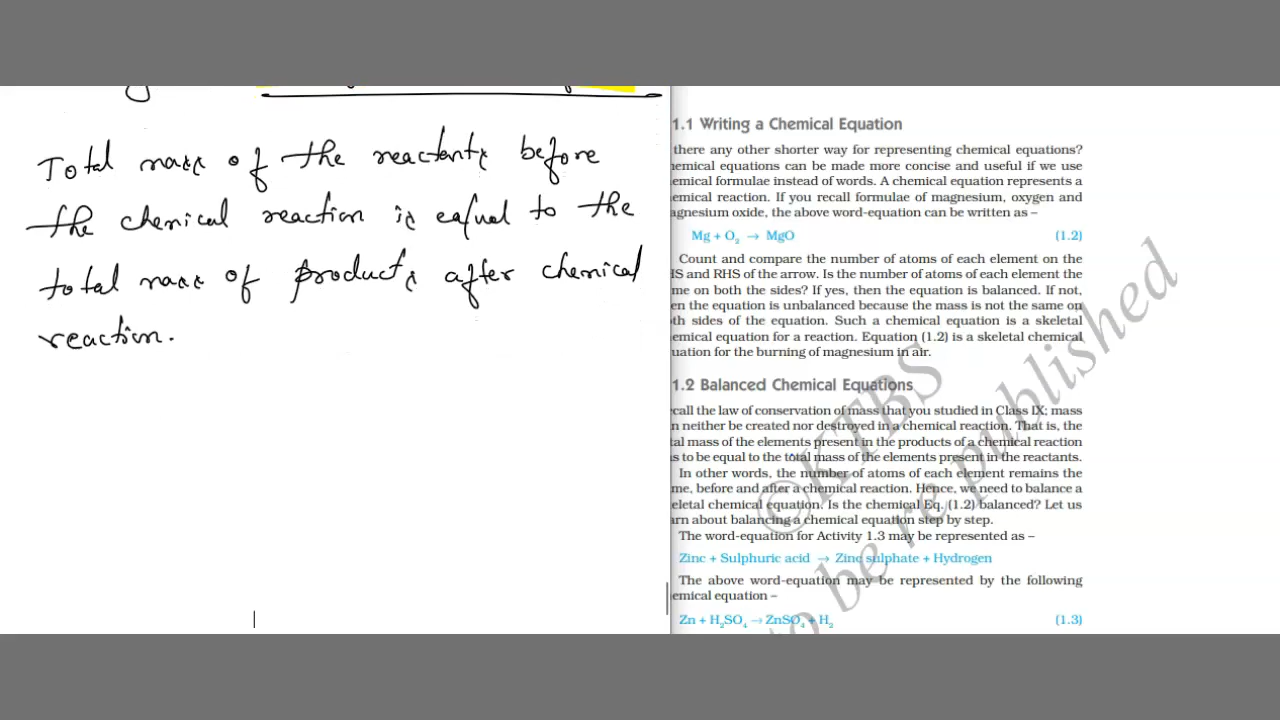 Total mass of the reactants before
the chemical reaction is equal to the
total mass of products after chemical
reaction.
1.1 Writing a Chemical Equation
there any other shorter way for representing chemical equations?
emical equations can be made more concise and useful if we use
emical formulae instead of words. A chemical equation represents a
emical reaction. If you recall formulae of magnesium, oxygen and
agnesium oxide, the above word-equation can be written as –
Mg + O₂ → MgO (1.2)
Count and compare the number of atoms of each element on the
IS and RHS of the arrow. Is the number of atoms of each element the
me on both the sides? If yes, then the equation is balanced. If not,
en the equation is unbalanced because the mass is not the same on
th sides of the equation. Such a chemical equation is a skeletal
emical equation for a reaction. Equation (1.2) is a skeletal chemical
uation for the burning of magnesium in air.
1.2 Balanced Chemical Equations
call the law of conservation of mass that you studied in Class IX; mass
n neither be created nor destroyed in a chemical reaction. That is, the
al mass of the elements present in the products of a chemical reaction
s to be equal to the total mass of the elements present in the reactants.
In other words, the number of atoms of each element remains the
me, before and after a chemical reaction. Hence, we need to balance a
eletal chemical equation. Is the chemical Eq. (1.2) balanced? Let us
arn about balancing a chemical equation step by step.
The word-equation for Activity 1.3 may be represented as –
Zinc + Sulphuric acid → Zinc sulphate + Hydrogen
The above word-equation may be represented by the following
emical equation –
Zn + H₂SO₄ → ZnSO₄ + H₂ (1.3)
©KTBS
to be republished